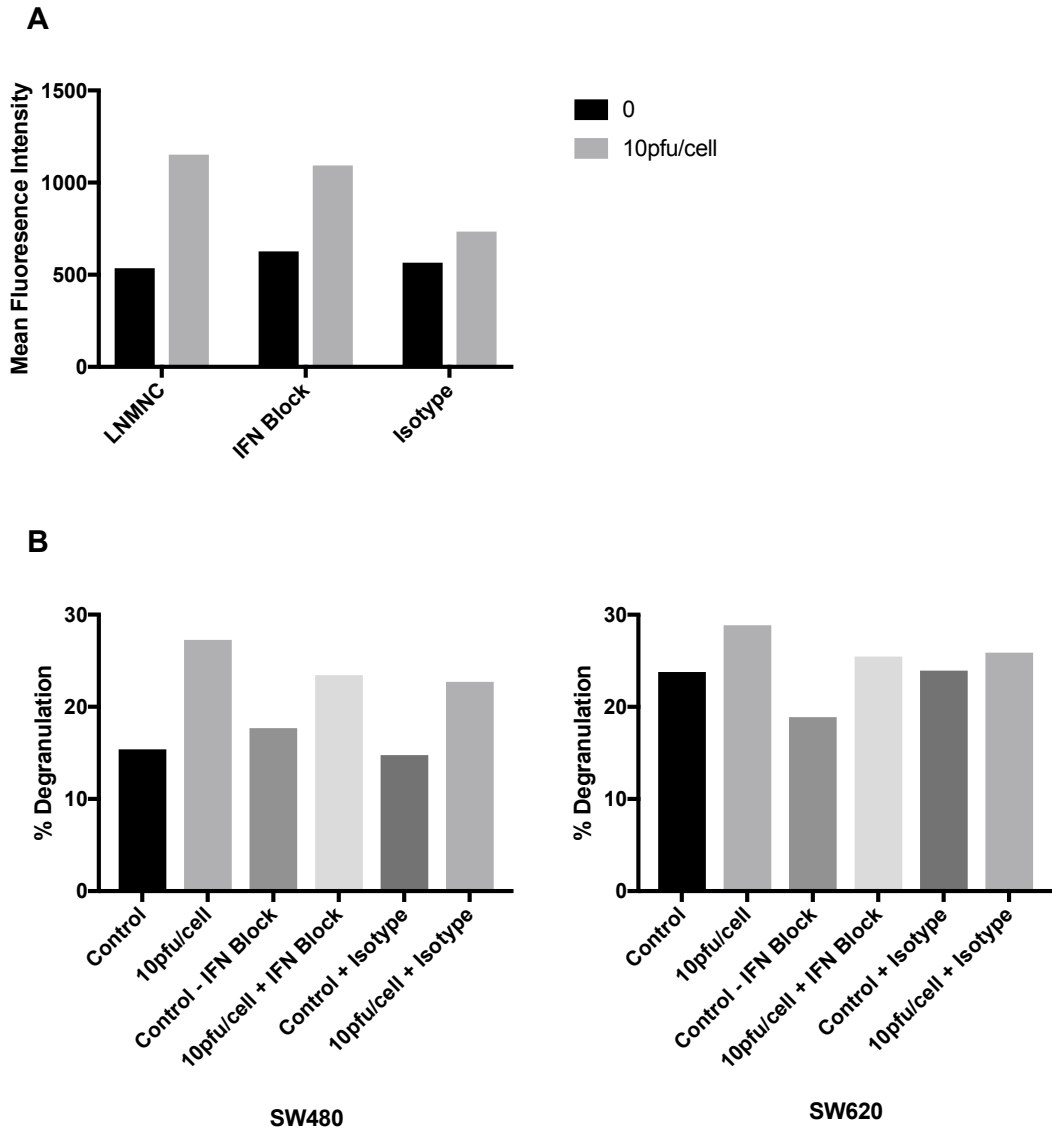 A
Mean Fluoresence Intensity
1500
1000
500
0
LNMNC
IFN Block
Isotype
0
10pfu/cell
B
% Degranulation
30
20
10
0
Control
10pfu/cell
Control - IFN Block
10pfu/cell + IFN Block
Control + Isotype
10pfu/cell + Isotype
SW480
% Degranulation
30
20
10
0
Control
10pfu/cell
Control - IFN Block
10pfu/cell + IFN Block
Control + Isotype
10pfu/cell + Isotype
SW620